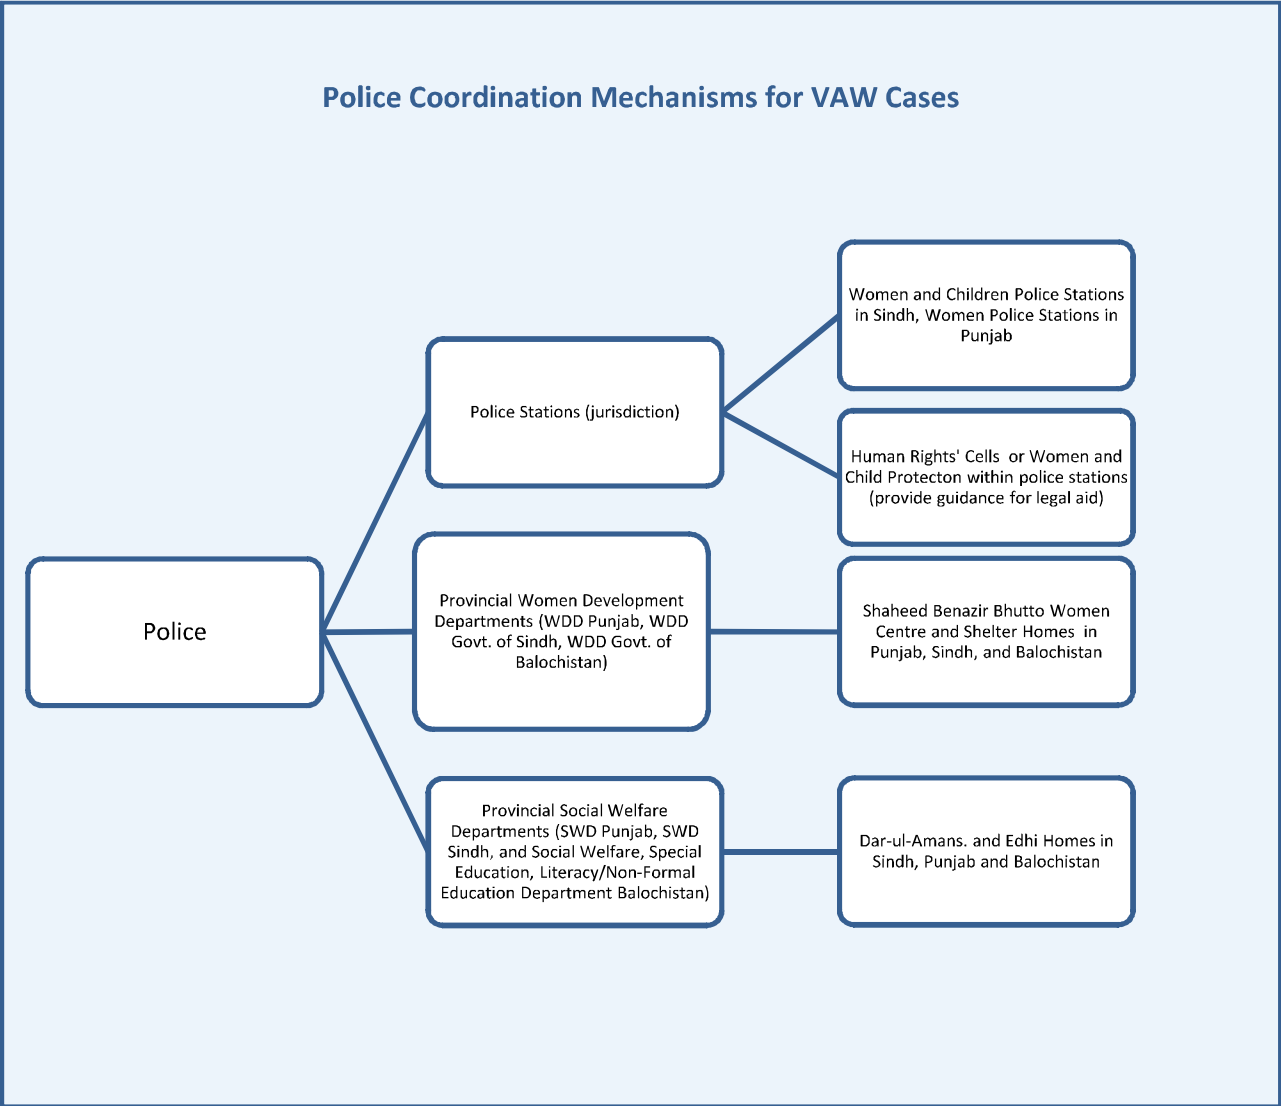 Police Coordination Mechanisms for VAW Cases
Police
Police Stations (jurisdiction)
Women and Children Police Stations
in Sindh, Women Police Stations in
Punjab
Human Rights' Cells  or Women and
Child Protecton within police stations
(provide guidance for legal aid)
Provincial Women Development
Departments (WDD Punjab, WDD
Govt. of Sindh, WDD Govt. of
Balochistan)
Shaheed Benazir Bhutto Women
Centre and Shelter Homes  in
Punjab, Sindh, and Balochistan
Provincial Social Welfare
Departments (SWD Punjab, SWD
Sindh, and Social Welfare, Special
Education, Literacy/Non-Formal
Education Department Balochistan)
Dar-ul-Amans. and Edhi Homes in
Sindh, Punjab and Balochistan